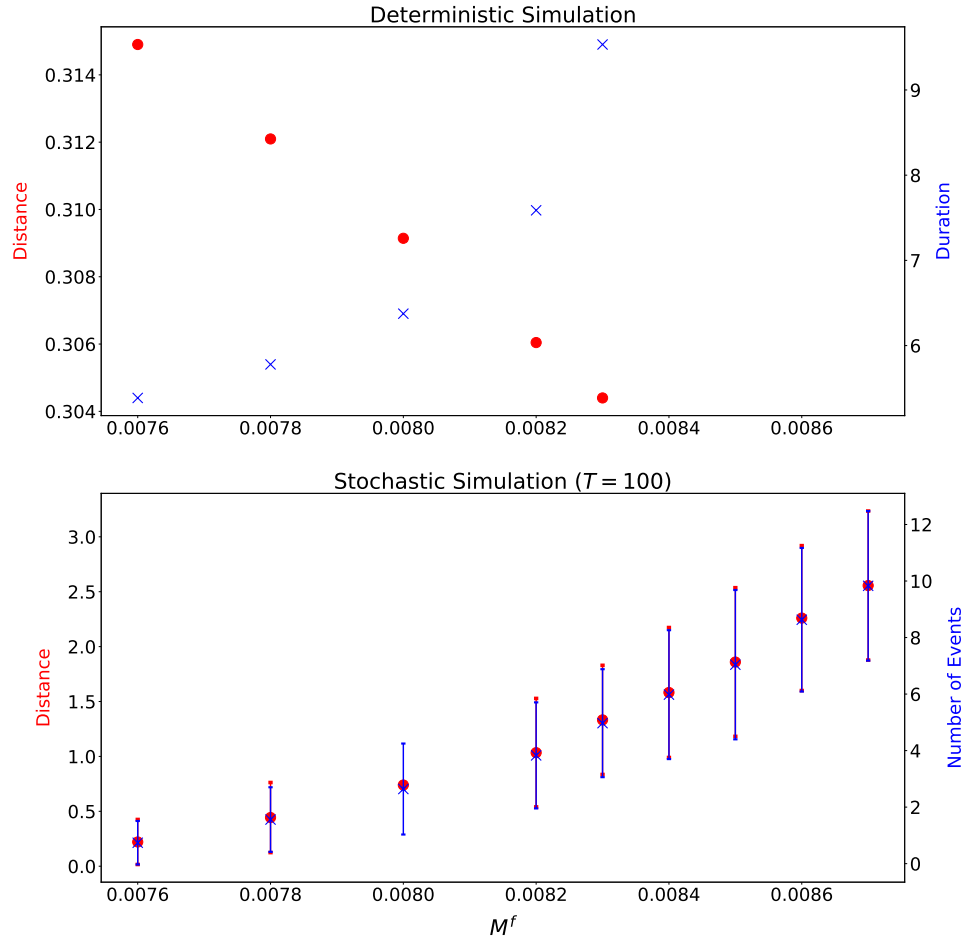 Deterministic Simulation
0.314
0.312
0.310
0.308
0.306
0.304
Distance
9
8
7
6
Duration
0.0076 0.0078 0.0080 0.0082 0.0084 0.0086
Stochastic Simulation (T = 100)
3.0
2.5
2.0
1.5
1.0
0.5
0.0
Distance
12
10
8
6
4
2
0
Number of Events
0.0076 0.0078 0.0080 0.0082 0.0084 0.0086
M^f